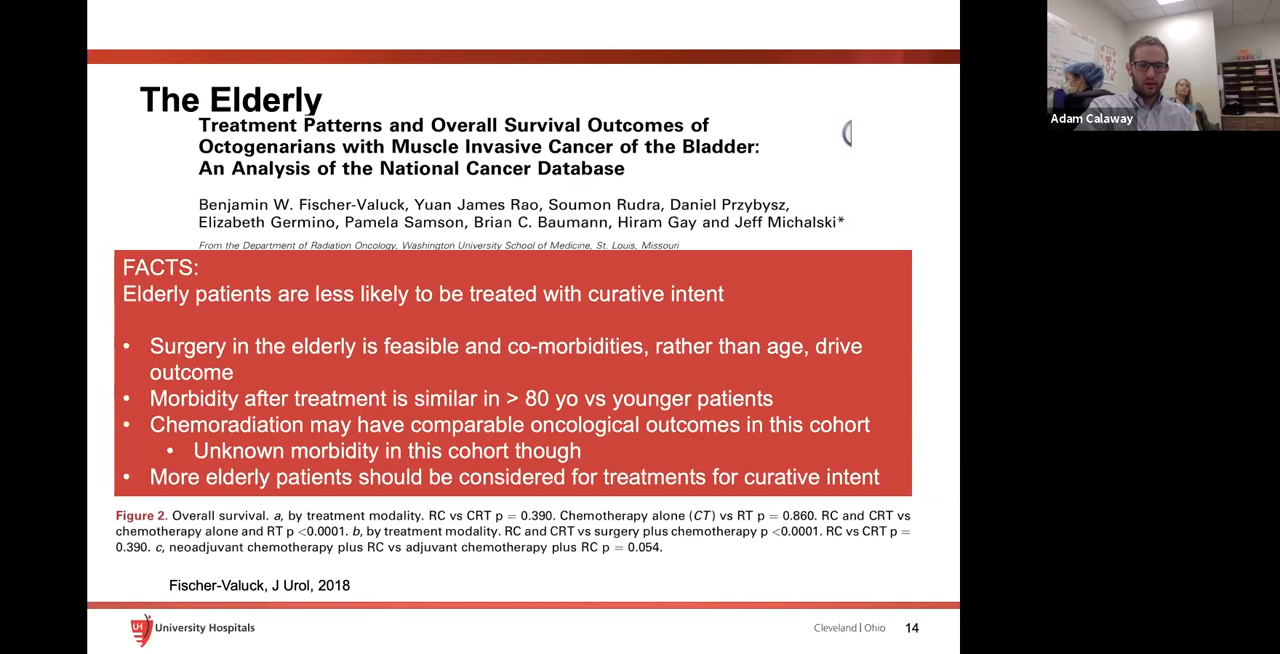 The Elderly
Treatment Patterns and Overall Survival Outcomes of
Octogenarians with Muscle Invasive Cancer of the Bladder:
An Analysis of the National Cancer Database
Benjamin W. Fischer-Valuck, Yuan James Rao, Soumon Rudra, Daniel Przybysz,
Elizabeth Germino, Pamela Samson, Brian C. Baumann, Hiram Gay and Jeff Michalski*
From the Department of Radiation Oncology, Washington University School of Medicine, St. Louis, Missouri
FACTS:
Elderly patients are less likely to be treated with curative intent
• Surgery in the elderly is feasible and co-morbidities, rather than age, drive
outcome
• Morbidity after treatment is similar in > 80 yo vs younger patients
• Chemoradiation may have comparable oncological outcomes in this cohort
• Unknown morbidity in this cohort though
• More elderly patients should be considered for treatments for curative intent
Figure 2. Overall survival. a, by treatment modality. RC vs CRT p = 0.390. Chemotherapy alone (CT) vs RT p = 0.860. RC and CRT vs
chemotherapy alone and RT p <0.0001. b, by treatment modality. RC and CRT vs surgery plus chemotherapy p <0.0001. RC vs CRT p =
0.390. c, neoadjuvant chemotherapy plus RC vs adjuvant chemotherapy plus RC p = 0.054.
Fischer-Valuck, J Urol, 2018
UH
University Hospitals
Cleveland | Ohio
14
Adam Calaway